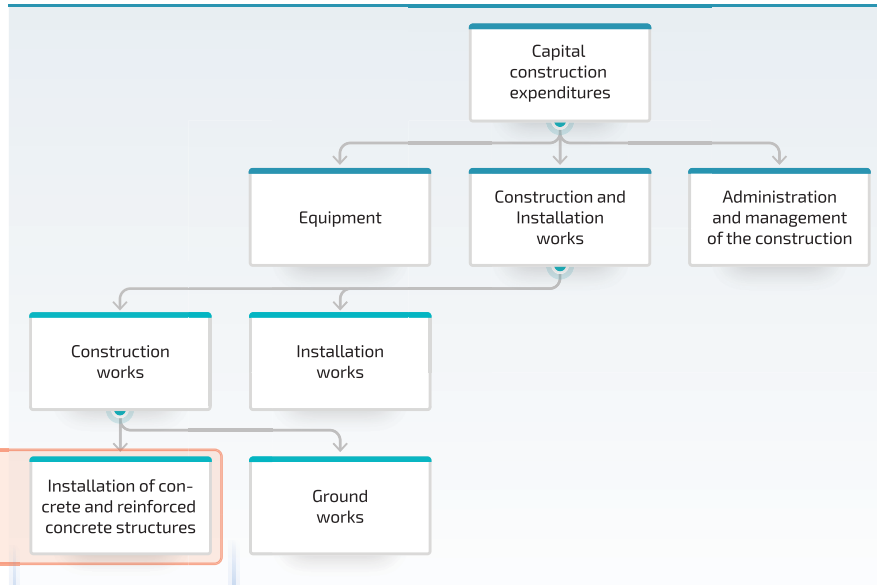 Capital
construction
expenditures
Equipment
Construction and
Installation
works
Administration
and management
of the construction
Construction
works
Installation
works
Installation of con-
crete and reinforced
concrete structures
Ground
works